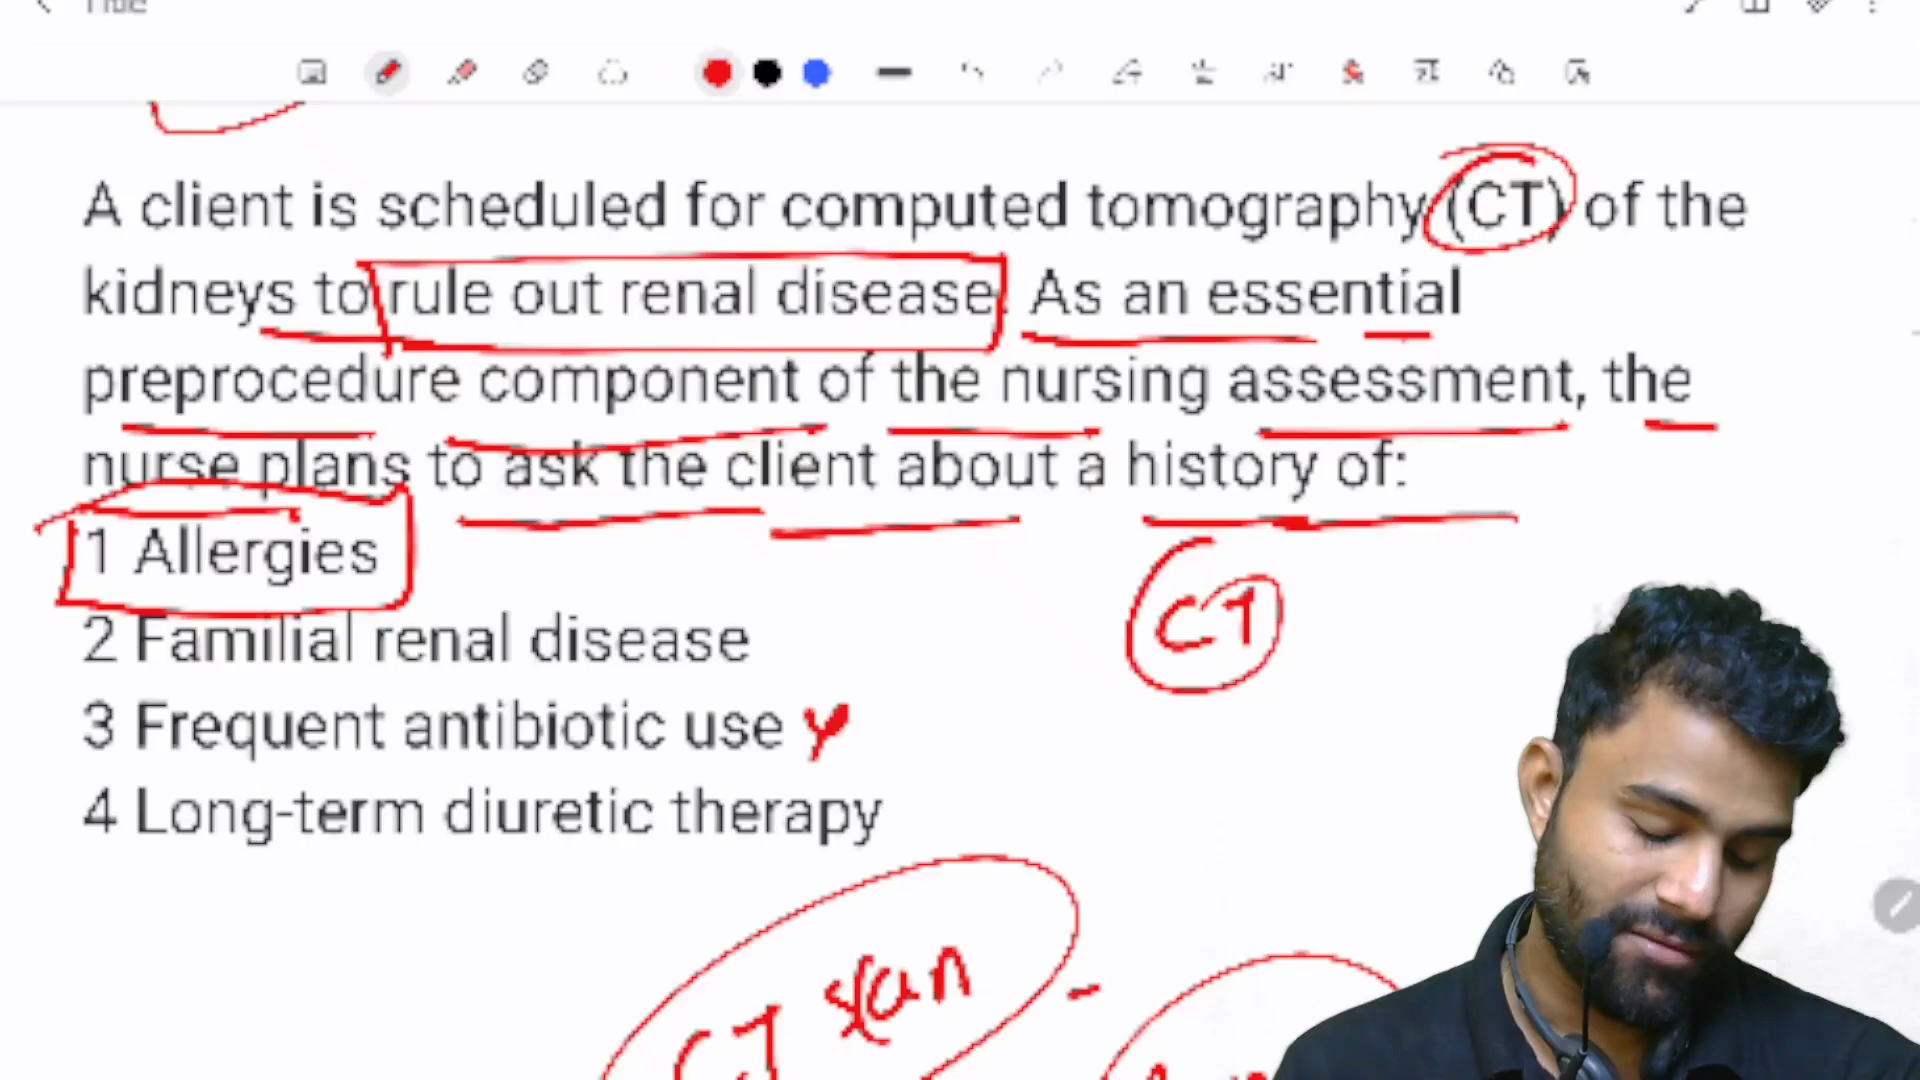 Title
A client is scheduled for computed tomography (CT) of the
kidneys to rule out renal disease. As an essential
preprocedure component of the nursing assessment, the
nurse plans to ask the client about a history of:
1 Allergies
CT
2 Familial renal disease
3 Frequent antibiotic use
4 Long-term diuretic therapy
CT scan